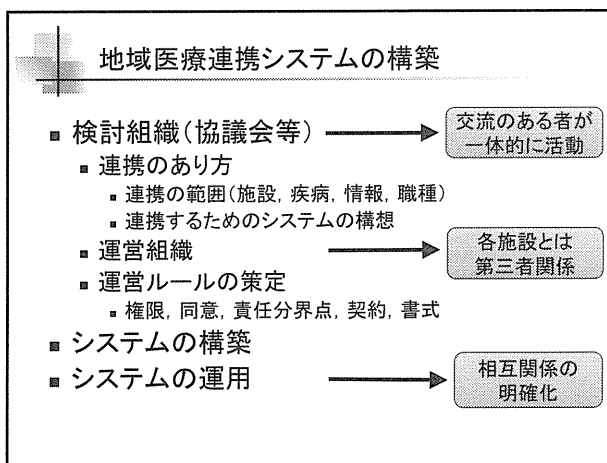 地域医療連携システムの構築
■ 検討組織(協議会等)
交流のある者が
一体的に活動
■ 連携のあり方
■ 連携の範囲(施設, 疾病, 情報, 職種)
■ 連携するためのシステムの構想
■ 運営組織
各施設とは
第三者関係
■ 運営ルールの策定
■ 権限, 同意, 責任分界点, 契約, 書式
■ システムの構築
■ システムの運用
相互関係の
明確化